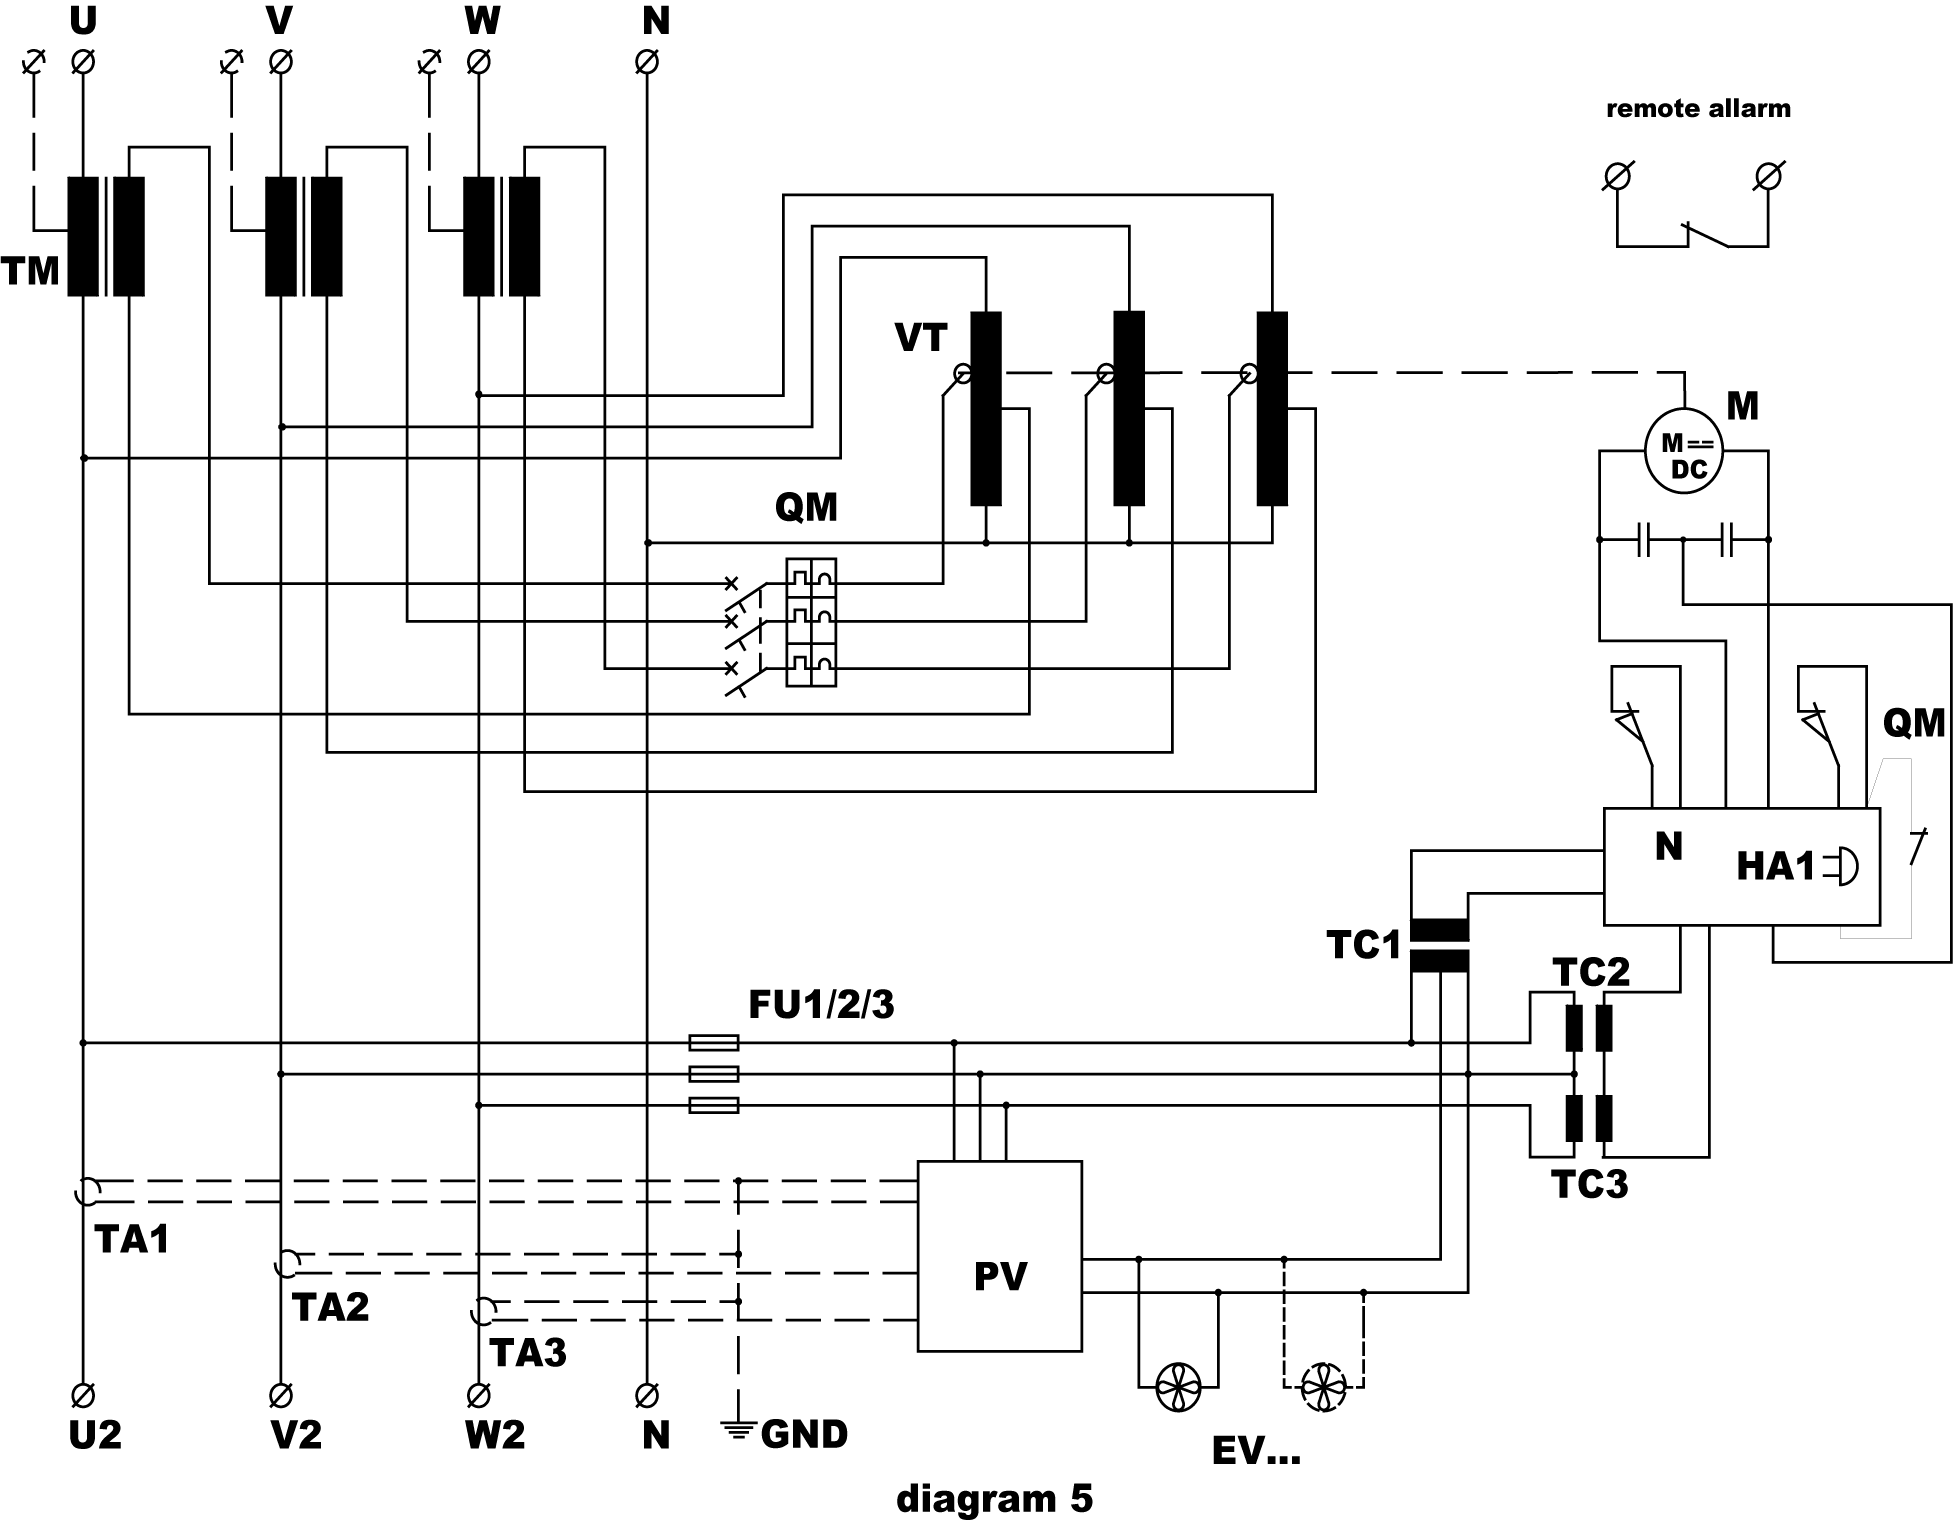 U V W N
remote allarm
TM
VT
M
M
DC
QM
QM
N
HA1
TC1
TC2
FU1/2/3
TC3
TA1
PV
TA2
TA3
U2 V2 W2 N GND
EV...
diagram 5